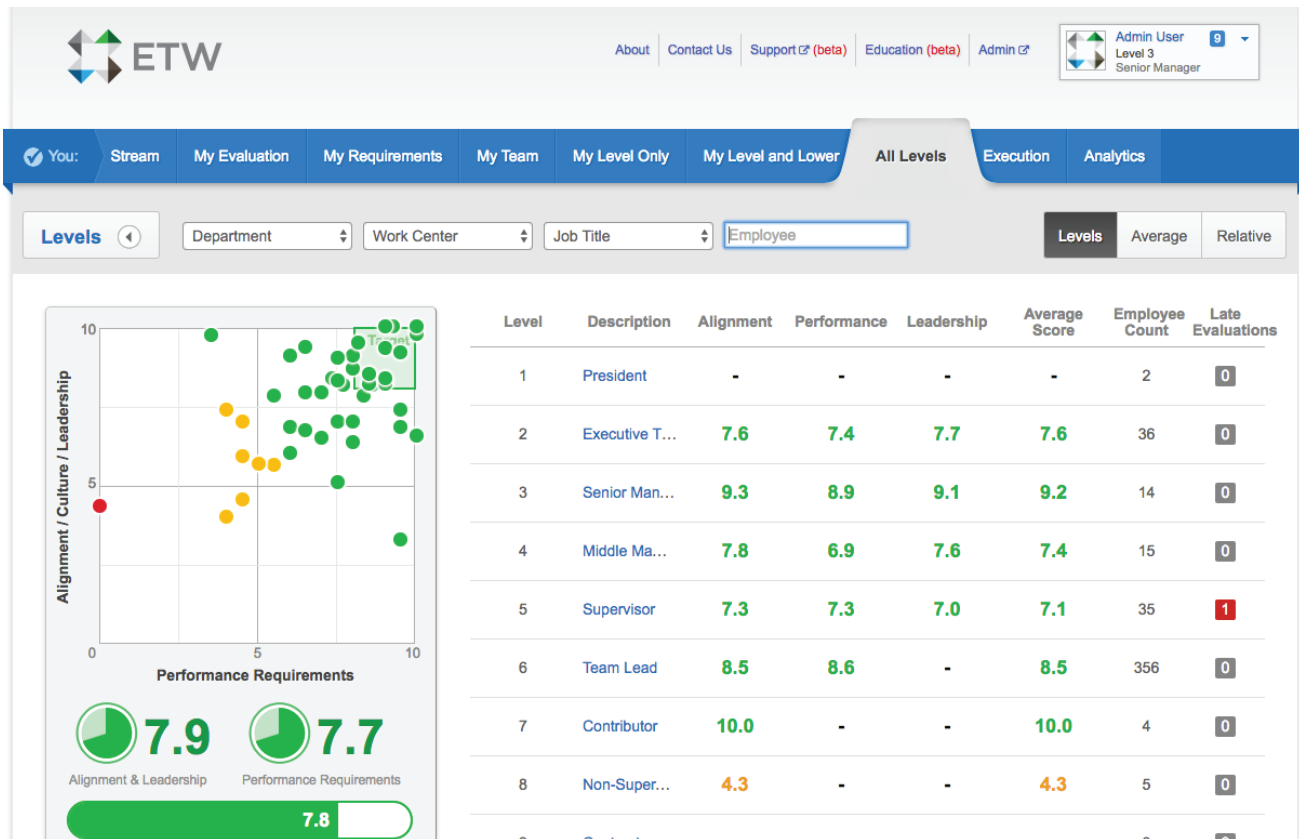 ETW
About
Contact Us
Support (beta)
Education (beta)
Admin
Admin User 9
Level 3
Senior Manager
You:
Stream
My Evaluation
My Requirements
My Team
My Level Only
My Level and Lower
All Levels
Execution
Analytics
Levels
Department
Work Center
Job Title
Employee
Levels
Average
Relative
10
Target
5
0
5
10
Alignment / Culture / Leadership
Performance Requirements
7.9
7.7
Alignment & Leadership
Performance Requirements
7.8
Level Description Alignment Performance Leadership Average Score Employee Count Late Evaluations
1 President - - - - 2 0
2 Executive T... 7.6 7.4 7.7 7.6 36 0
3 Senior Man... 9.3 8.9 9.1 9.2 14 0
4 Middle Ma... 7.8 6.9 7.6 7.4 15 0
5 Supervisor 7.3 7.3 7.0 7.1 35 1
6 Team Lead 8.5 8.6 - 8.5 356 0
7 Contributor 10.0 - - 10.0 4 0
8 Non-Super... 4.3 - - 4.3 5 0